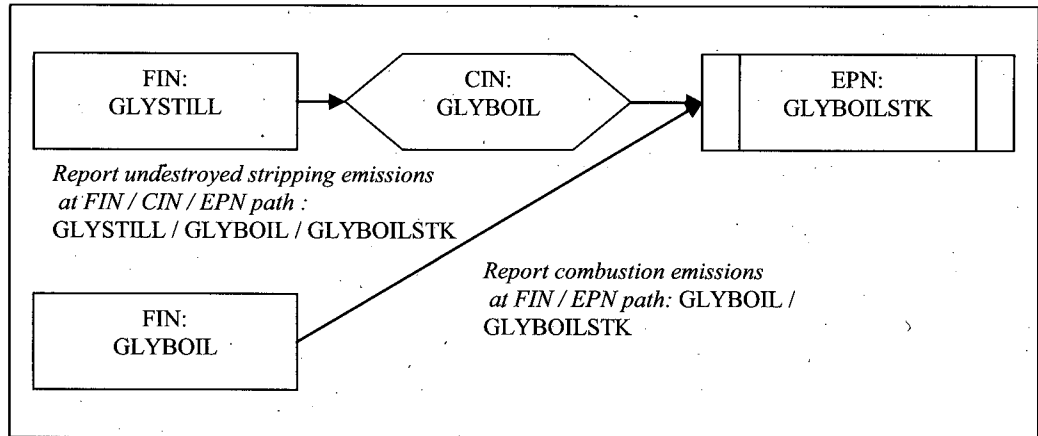 FIN:
GLYSTILL
CIN:
GLYBOIL
EPN:
GLYBOILSTK
Report undestroyed stripping emissions
at FIN / CIN / EPN path :
GLYSTILL / GLYBOIL / GLYBOILSTK
Report combustion emissions
at FIN / EPN path: GLYBOIL /
GLYBOILSTK
FIN:
GLYBOIL